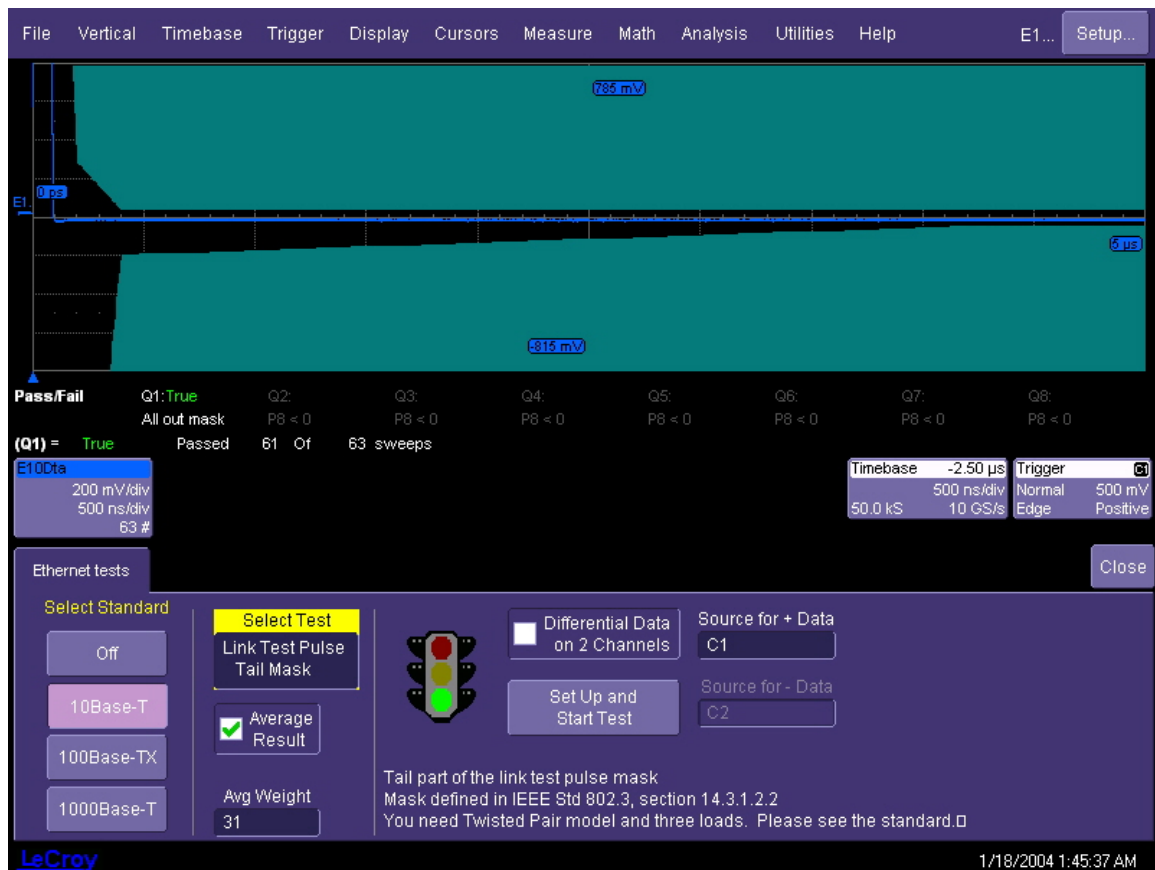 File Vertical Timebase Trigger Display Cursors Measure Math Analysis Utilities Help E1... Setup...
785 mV
0 ps
E1
5 µs
-815 mV
Pass/Fail Q1:True Q2: Q3: Q4: Q5: Q6: Q7: Q8:
All out mask P8 < 0 P8 < 0 P8 < 0 P8 < 0 P8 < 0 P8 < 0 P8 < 0
(Q1) = True Passed 61 Of 63 sweeps
E10Dta
200 mV/div
500 ns/div
63 #
Timebase -2.50 µs
500 ns/div
50.0 kS 10 GS/s
Trigger C1
Normal 500 mV
Edge Positive
Ethernet tests
Close
Select Standard
Off
10Base-T
100Base-TX
1000Base-T
Select Test
Link Test Pulse
Tail Mask
Average
Result
Avg Weight
31
Differential Data
on 2 Channels
Set Up and
Start Test
Source for + Data
C1
Source for - Data
C2
Tail part of the link test pulse mask
Mask defined in IEEE Std 802.3, section 14.3.1.2.2
You need Twisted Pair model and three loads. Please see the standard.
LeCroy
1/18/2004 1:45:37 AM